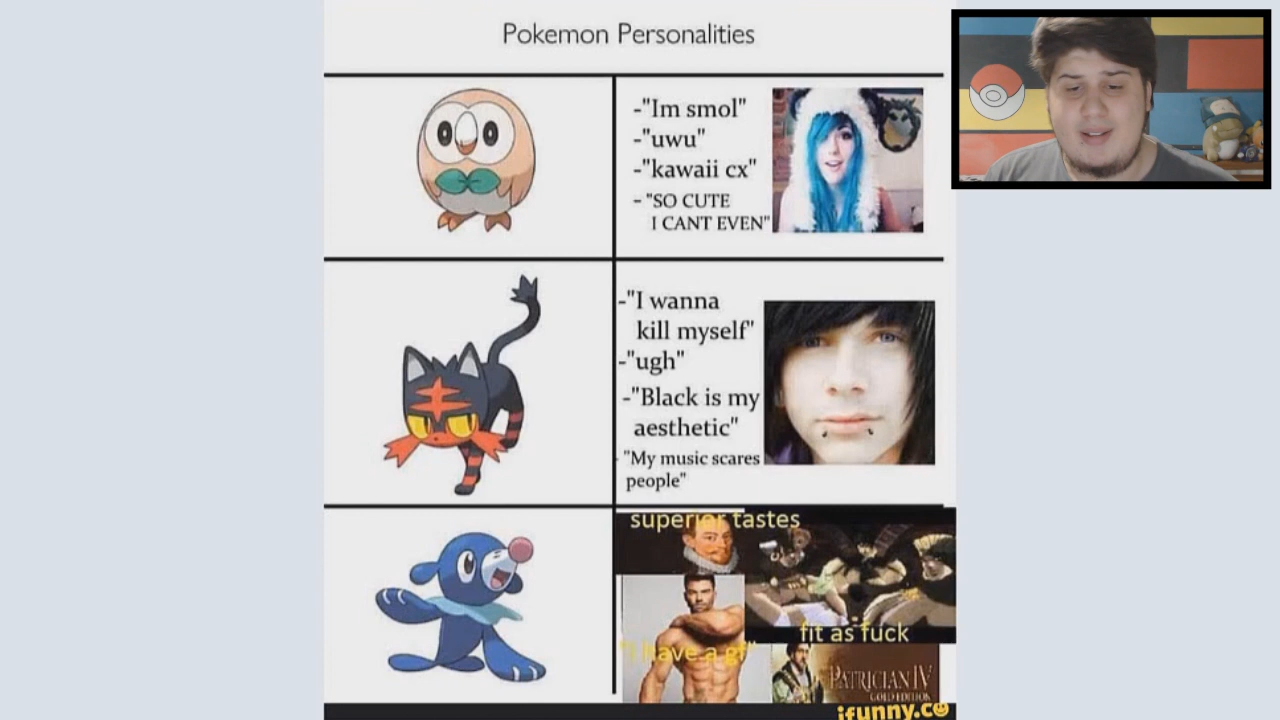 Pokemon Personalities
-"Im smol"
-"uwu"
-"kawaii cx"
- "SO CUTE
I CANT EVEN"
-"I wanna
kill myself"
-"ugh"
-"Black is my
aesthetic"
- "My music scares
people"
superior tastes
fit as fuck
"I have a gf"
PATRICIAN IV
GOLD EDITION
ifunny.co